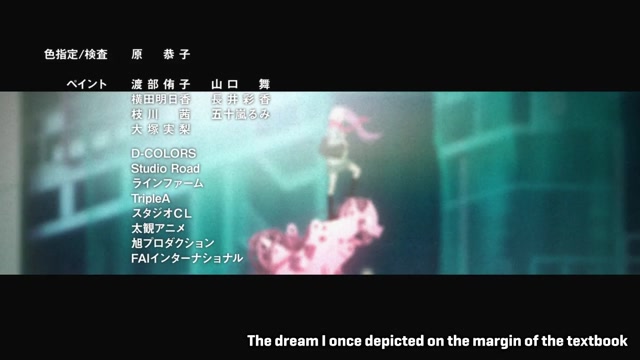 色指定/検査 原 恭子
ペイント 渡部侑子 山口 舞
横田明日香 長井彩香
枝川 茜 五十嵐るみ
大塚実梨
D-COLORS
Studio Road
ラインファーム
TripleA
スタジオCL
太観アニメ
旭プロダクション
FAIインターナショナル
The dream I once depicted on the margin of the textbook